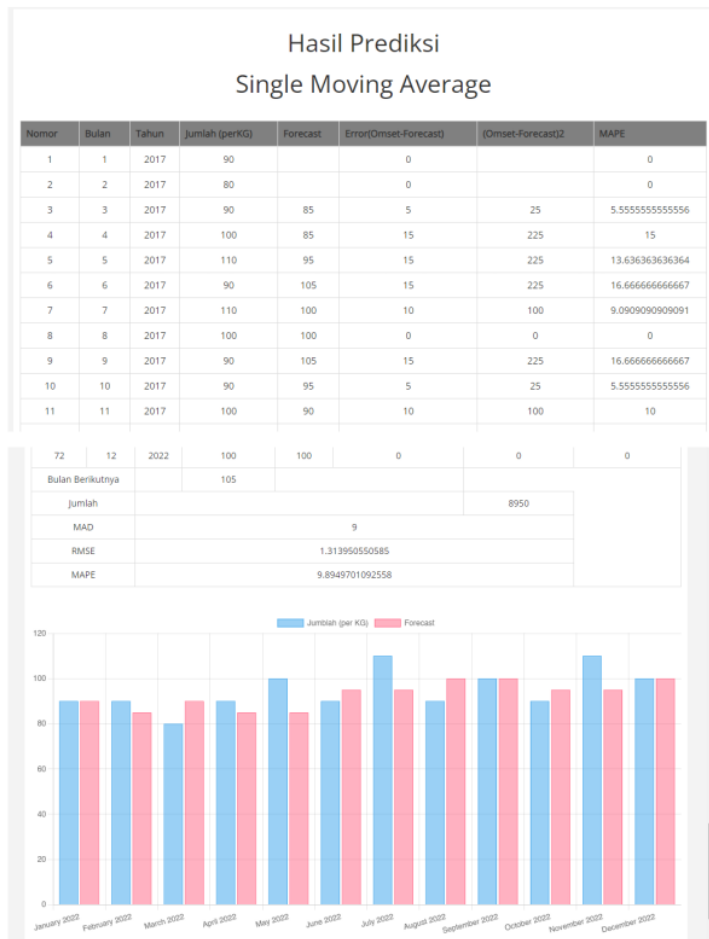 Hasil Prediksi
Single Moving Average
Nomor Bulan Tahun Jumlah (perKG) Forecast Error(Omset-Forecast) (Omset-Forecast)2 MAPE
1 1 2017 90 0 0
2 2 2017 80 0 0
3 3 2017 90 85 5 25 5.5555555555556
4 4 2017 100 85 15 225 15
5 5 2017 110 95 15 225 13.636363636364
6 6 2017 90 105 15 225 16.666666666667
7 7 2017 110 100 10 100 9.0909090909091
8 8 2017 100 100 0 0 0
9 9 2017 90 105 15 225 16.666666666667
10 10 2017 90 95 5 25 5.5555555555556
11 11 2017 100 90 10 100 10
72 12 2022 100 100 0 0 0
Bulan Berikutnya 105
Jumlah 8950
MAD 9
RMSE 1.313950550585
MAPE 9.8949701092558
Jumblah (per KG) Forecast
120
100
80
60
40
20
0
January 2022 February 2022 March 2022 April 2022 May 2022 June 2022 July 2022 August 2022 September 2022 October 2022 November 2022 December 2022